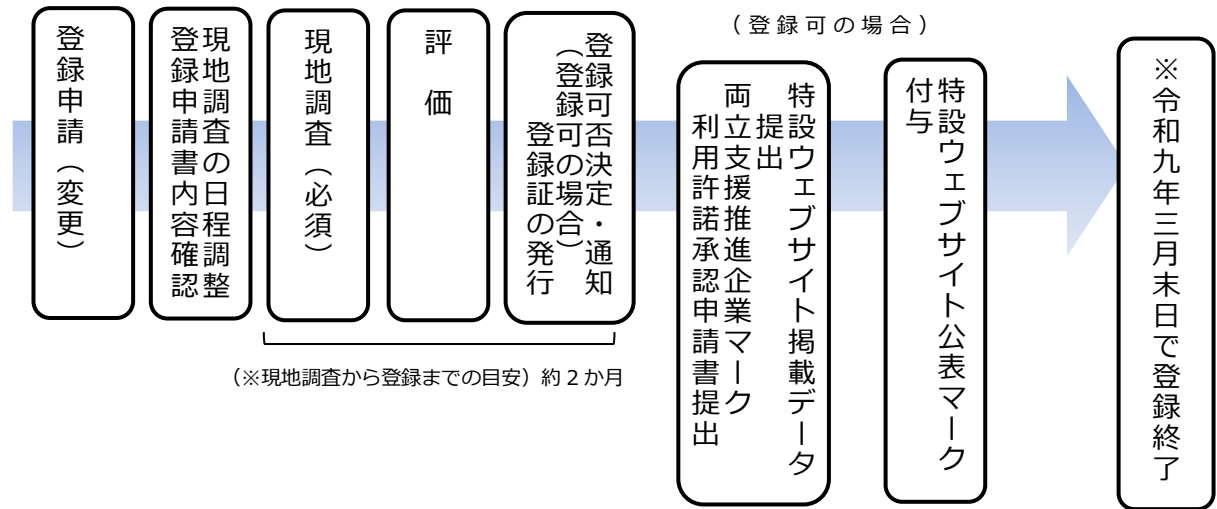 登録申請（変更）
現地調査の日程調整
登録申請書内容確認
現地調査（必須）
評価
登録可否決定・通知
（登録可の場合）
登録証の発行
（※現地調査から登録までの目安）約２か月
（登録可の場合）
特設ウェブサイト掲載データ
提出
両立支援推進企業マーク
利用許諾承認申請書提出
特設ウェブサイト公表マーク
付与
※令和九年三月末日で登録終了